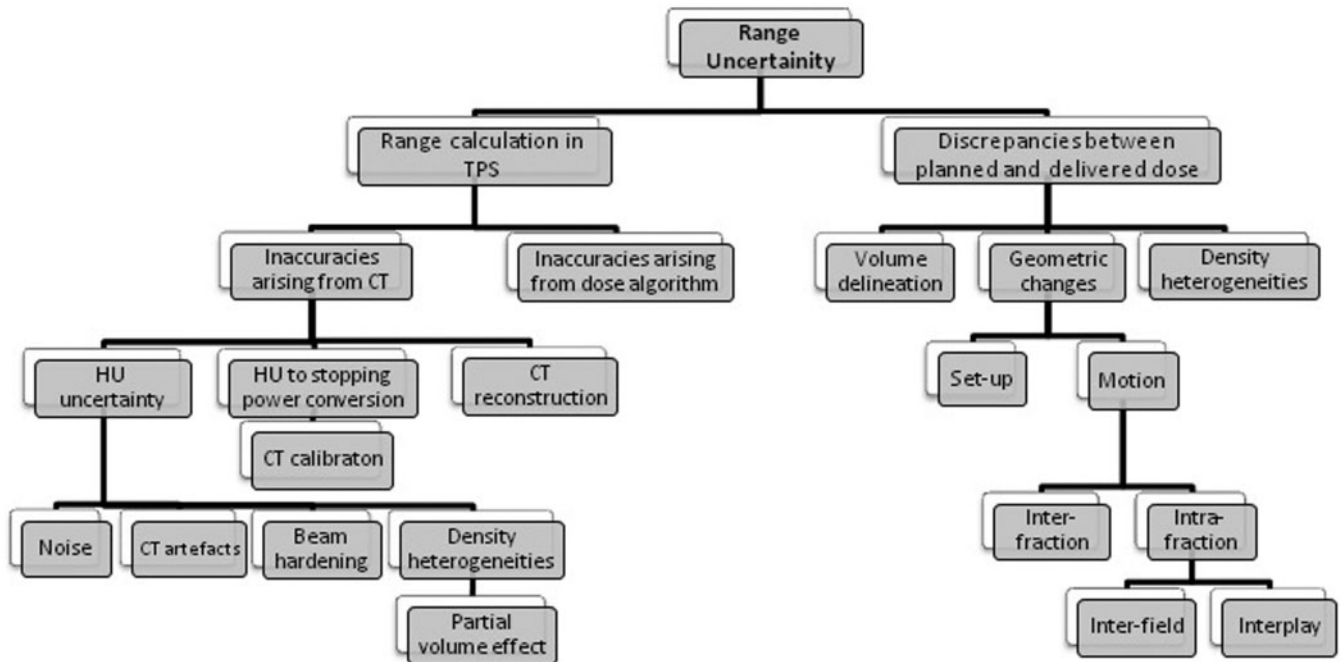 Range
Uncertainity
Range calculation in
TPS
Discrepancies between
planned and delivered dose
Inaccuracies
arising from CT
Inaccuracies arising
from dose algorithm
Volume
delineation
Geometric
changes
Density
heterogeneities
HU
uncertainty
HU to stopping
power conversion
CT
reconstruction
Set-up
Motion
CT calibraton
Noise
CT artefacts
Beam
hardening
Density
heterogeneities
Inter-
fraction
Intra-
fraction
Partial
volume effect
Inter-field
Interplay